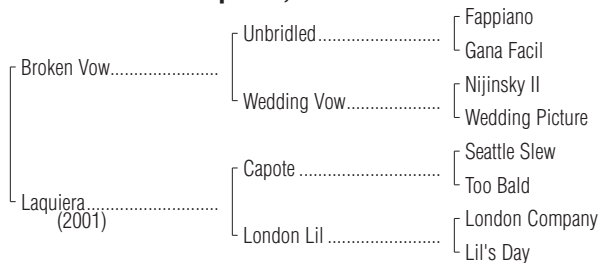 Fappiano
Unbridled
Gana Facil
Broken Vow
Nijinsky II
Wedding Vow
Wedding Picture
Seattle Slew
Capote
Too Bald
Laquiera
(2001)
London Company
London Lil
Lil's Day